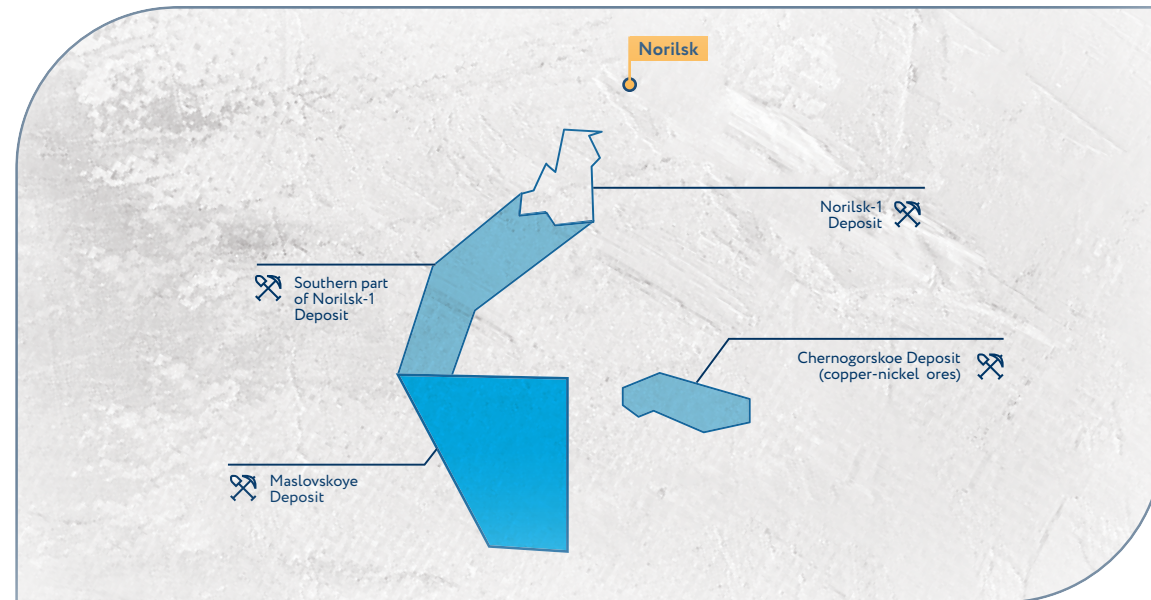 Norilsk
Norilsk-1
Deposit
Southern part
of Norilsk-1
Deposit
Chernogorskoe Deposit
(copper-nickel ores)
Maslovskoye
Deposit